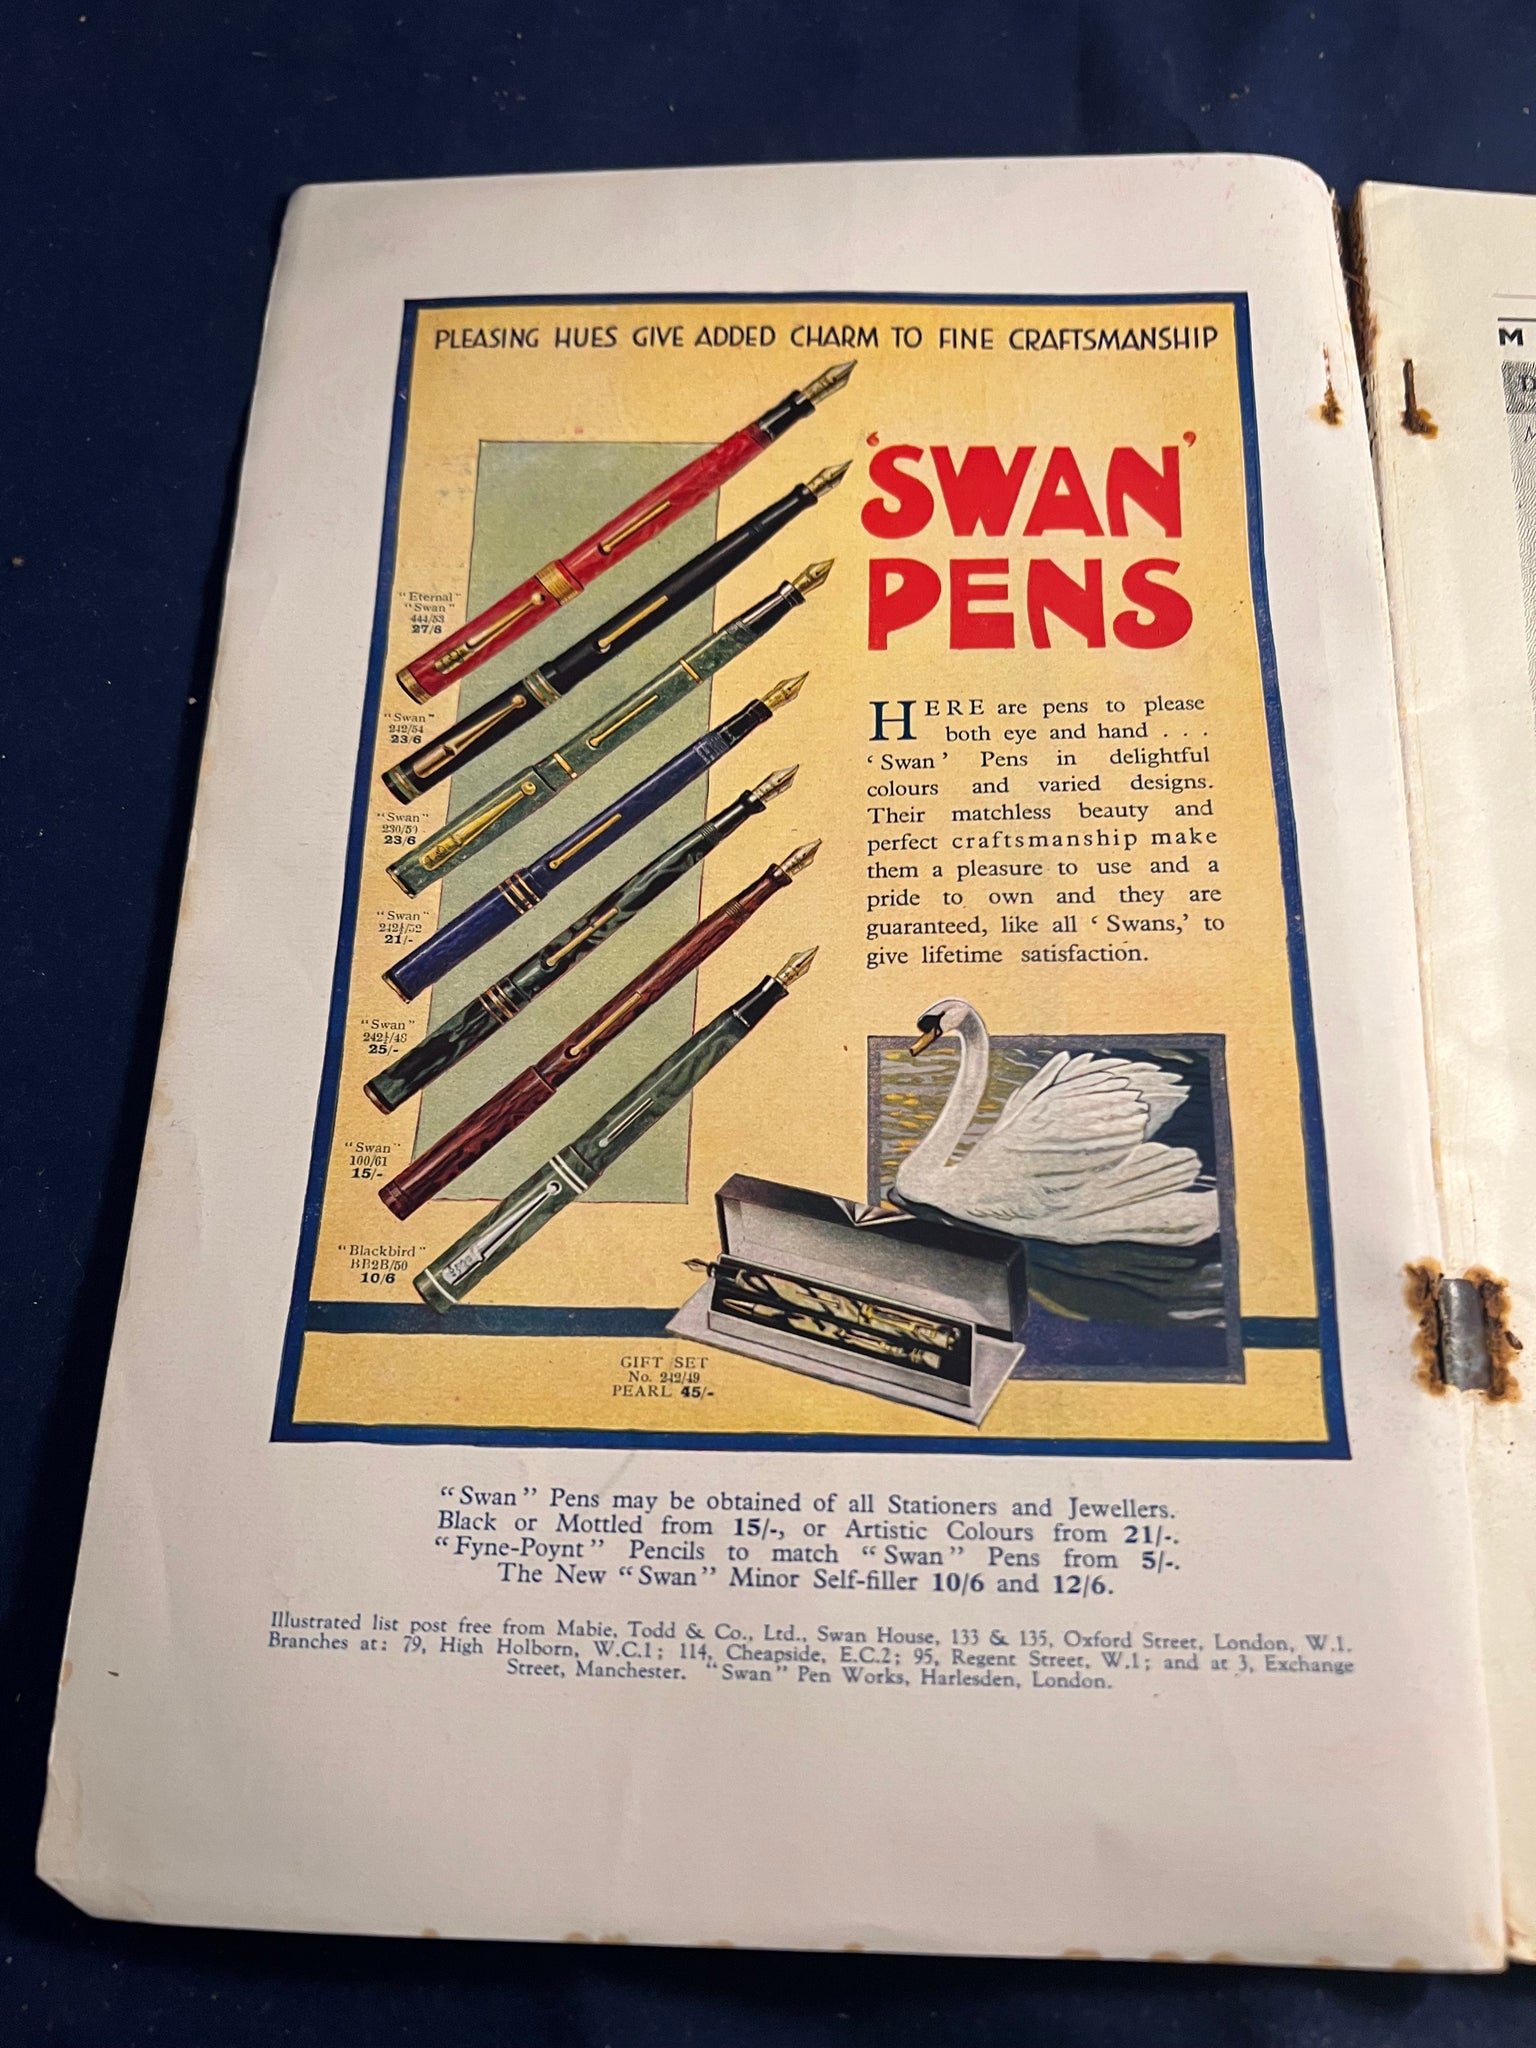 PLEASING HUES GIVE ADDED CHARM TO FINE CRAFTSMANSHIP
'SWAN'
PENS
"Eternal"
"Swan"
444/53
27/6
"Swan"
242/54
23/6
"Swan"
230/59
23/6
"Swan"
242½/52
21/-
"Swan"
242½/48
25/-
"Swan"
100/61
15/-
"Blackbird"
BB2B/50
10/6
HERE are pens to please
both eye and hand . . .
'Swan' Pens in delightful
colours and varied designs.
Their matchless beauty and
perfect craftsmanship make
them a pleasure to use and a
pride to own and they are
guaranteed, like all 'Swans,' to
give lifetime satisfaction.
GIFT SET
No. 242/49
PEARL 45/-
"Swan" Pens may be obtained of all Stationers and Jewellers.
Black or Mottled from 15/-, or Artistic Colours from 21/-.
"Fyne-Poynt" Pencils to match "Swan" Pens from 5/-.
The New "Swan" Minor Self-filler 10/6 and 12/6.
Illustrated list post free from Mabie, Todd & Co., Ltd., Swan House, 133 & 135, Oxford Street, London, W.1.
Branches at: 79, High Holborn, W.C.1; 114, Cheapside, E.C.2; 95, Regent Street, W.1; and at 3, Exchange
Street, Manchester. "Swan" Pen Works, Harlesden, London.
M